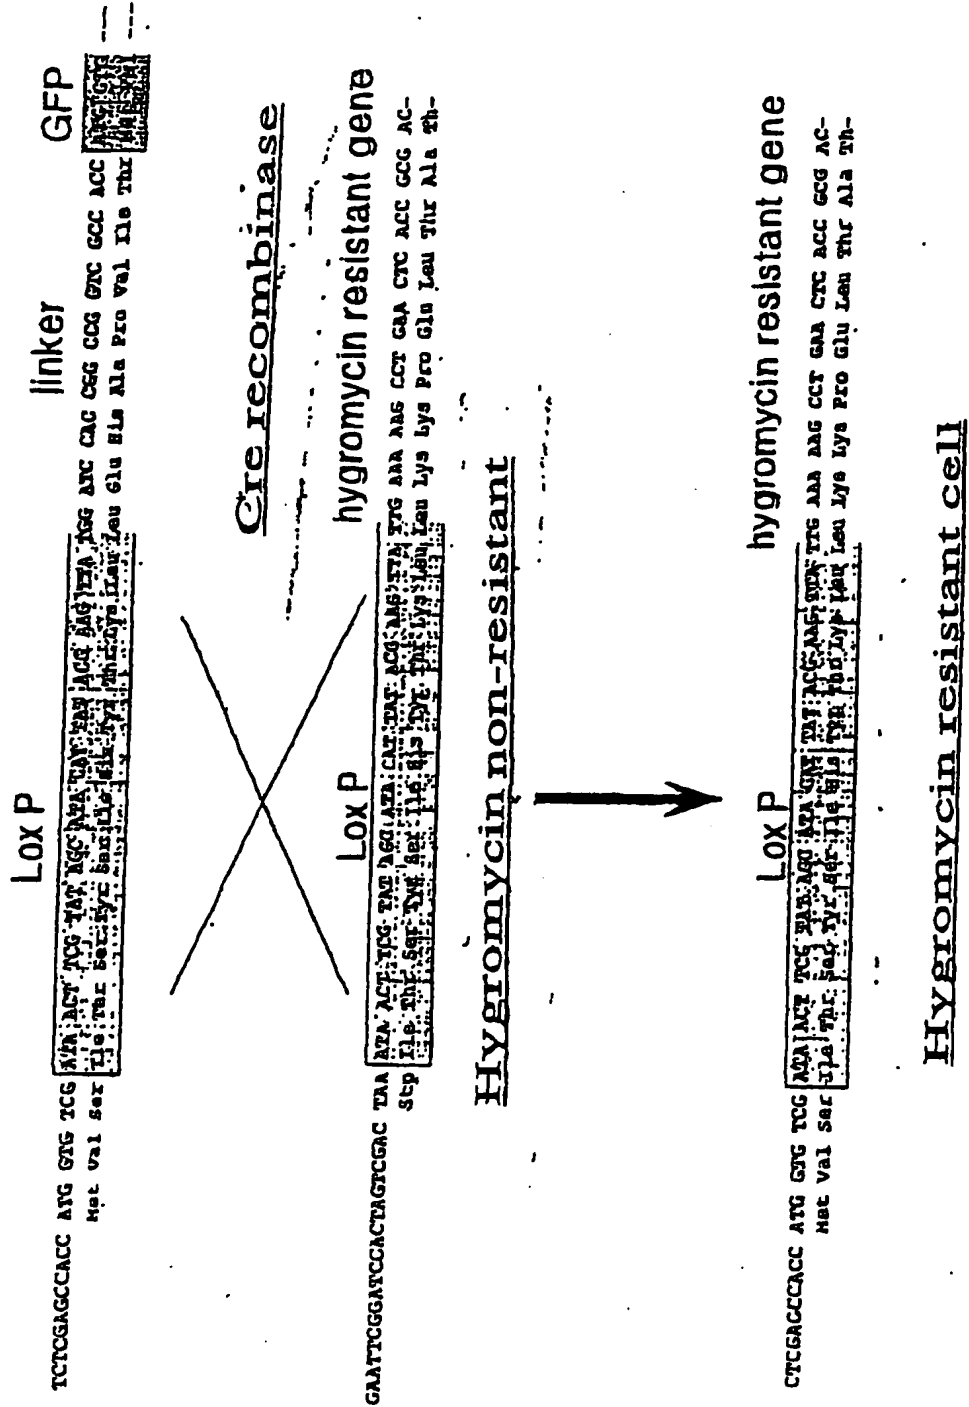 Lox P linker GFP
TCTCGAGCCACC ATG GTG TCG ATA ACT TCG TAT AGC ATA CAT TAT ACG AAG TTA TGG ATC CAC CGG CCG GTC GCC ACC
Met Val Ser Ile Thr Ser Tyr Ser Ile His Tyr Thr Lys Leu Leu Glu His Ala Pro Val Ile Thr
Cre recombinase
Lox P hygromycin resistant gene
GAATTCGGATCCACTAGTCGAC TAA ATA ACT TCG TAT AGC ATA CAT TAT ACG AAG TTA TTG AAA AAG CCT GAA CTC ACC GCG AC-
Stp Ile Thr Ser Tyr Ser Ile His Tyr Thr Lys Leu Leu Lys Lys Pro Glu Leu Thr Ala Th-
Hygromycin non-resistant
Lox P hygromycin resistant gene
CTCGACCCACC ATG GTG TCG ATA ACT TCG TAT AGC ATA CAT TAT ACG AAG TTA TTG AAA AAG CCT GAA CTC ACC GCG AC-
Met Val Ser Ile Thr Ser Tyr Ser Ile His Tyr Thr Lys Leu Leu Lys Lys Pro Glu Leu Thr Ala Th-
Hygromycin resistant cell